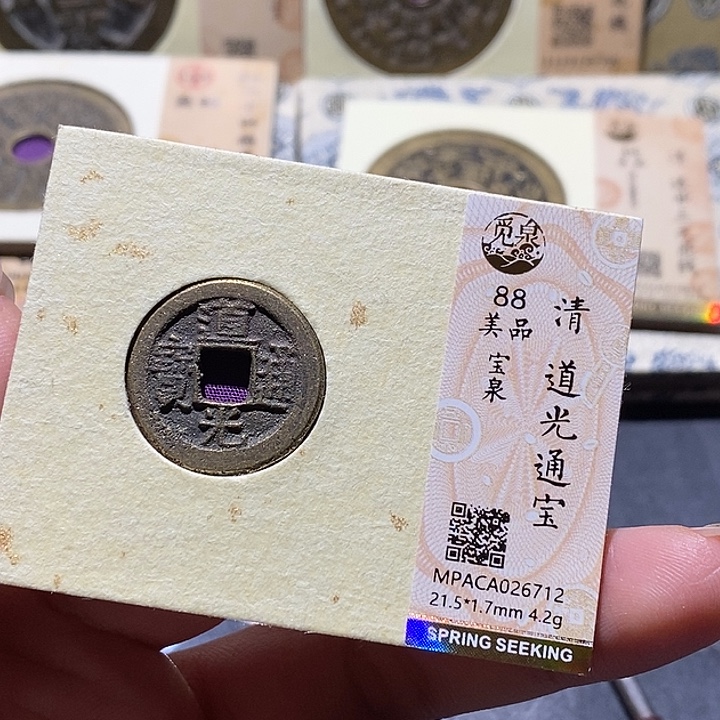 道
光
通
寳
觅泉
88
美品
宝泉
清
道光通宝
MPACA026712
21.5*1.7mm 4.2g
SPRING SEEKING